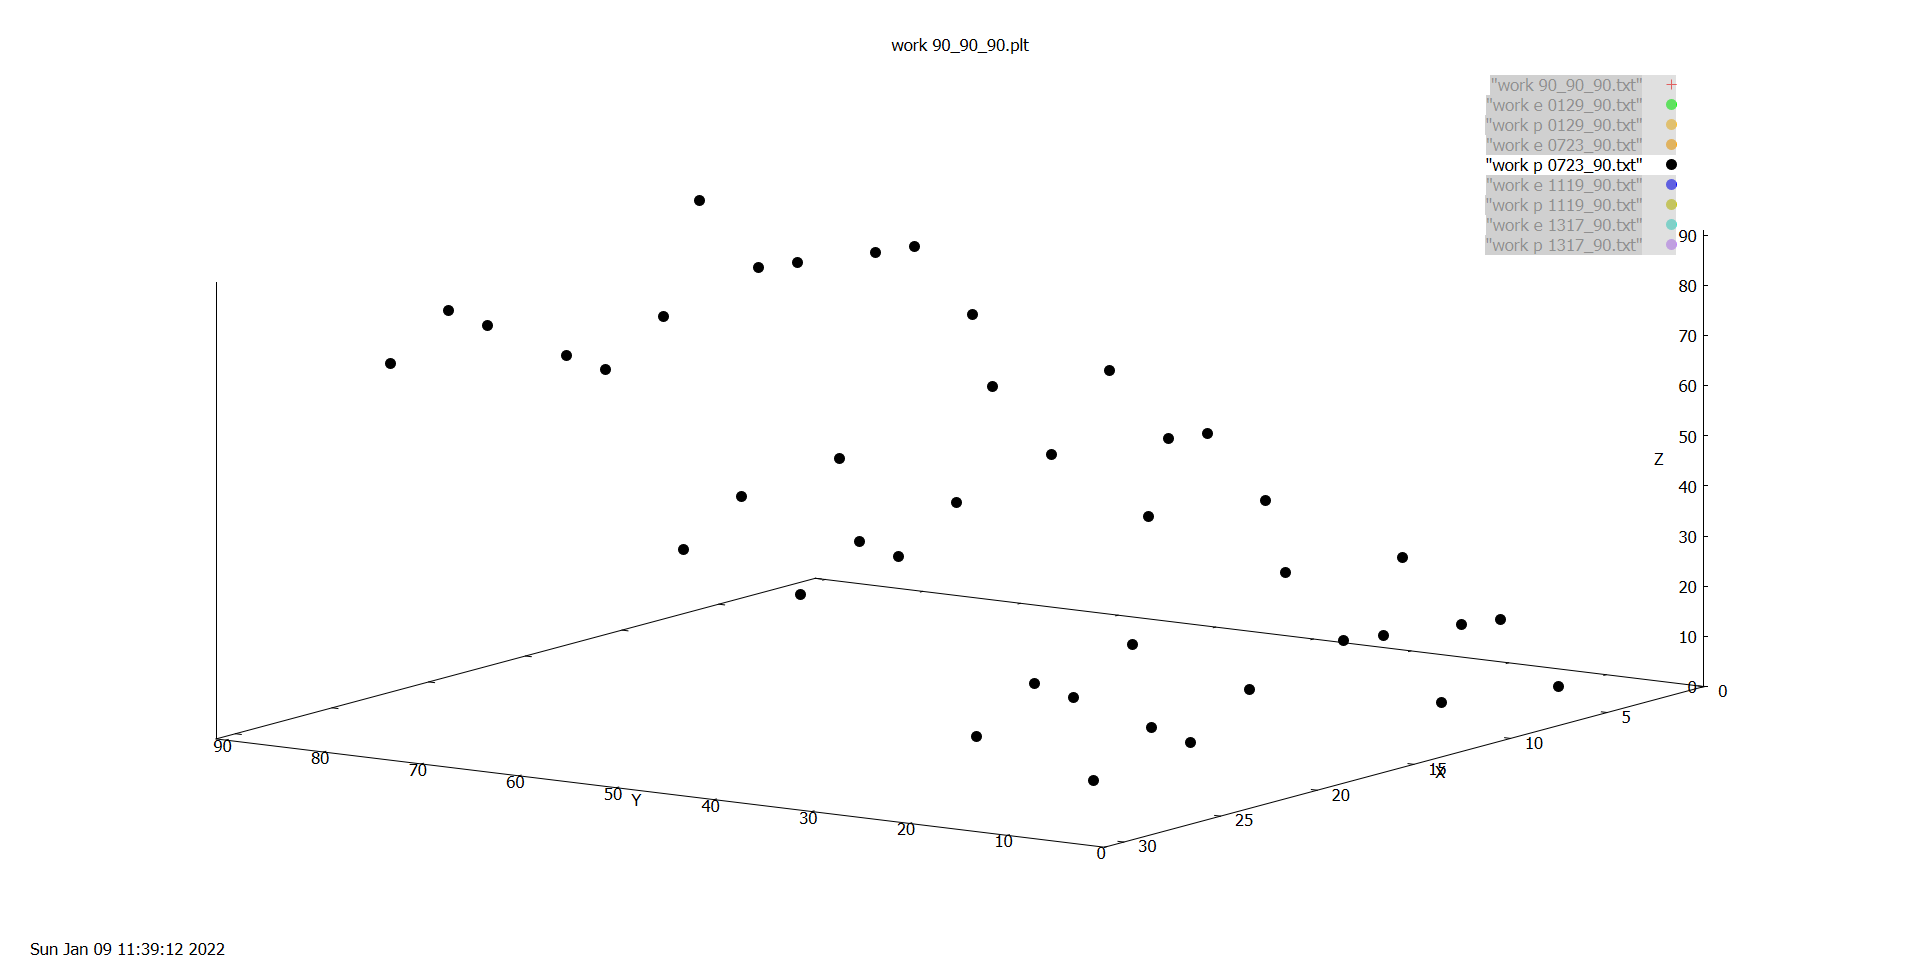 work 90_90_90.plt
"work 90_90_90.txt"
"work e 0129_90.txt"
"work p 0129_90.txt"
"work e 0723_90.txt"
"work p 0723_90.txt"
"work e 1119_90.txt"
"work p 1119_90.txt"
"work e 1317_90.txt"
"work p 1317_90.txt"
90
80
70
60
50
Z
40
30
20
10
0
0
5
10
15
X
20
25
30
90
80
70
60
50
Y
40
30
20
10
0
Sun Jan 09 11:39:12 2022